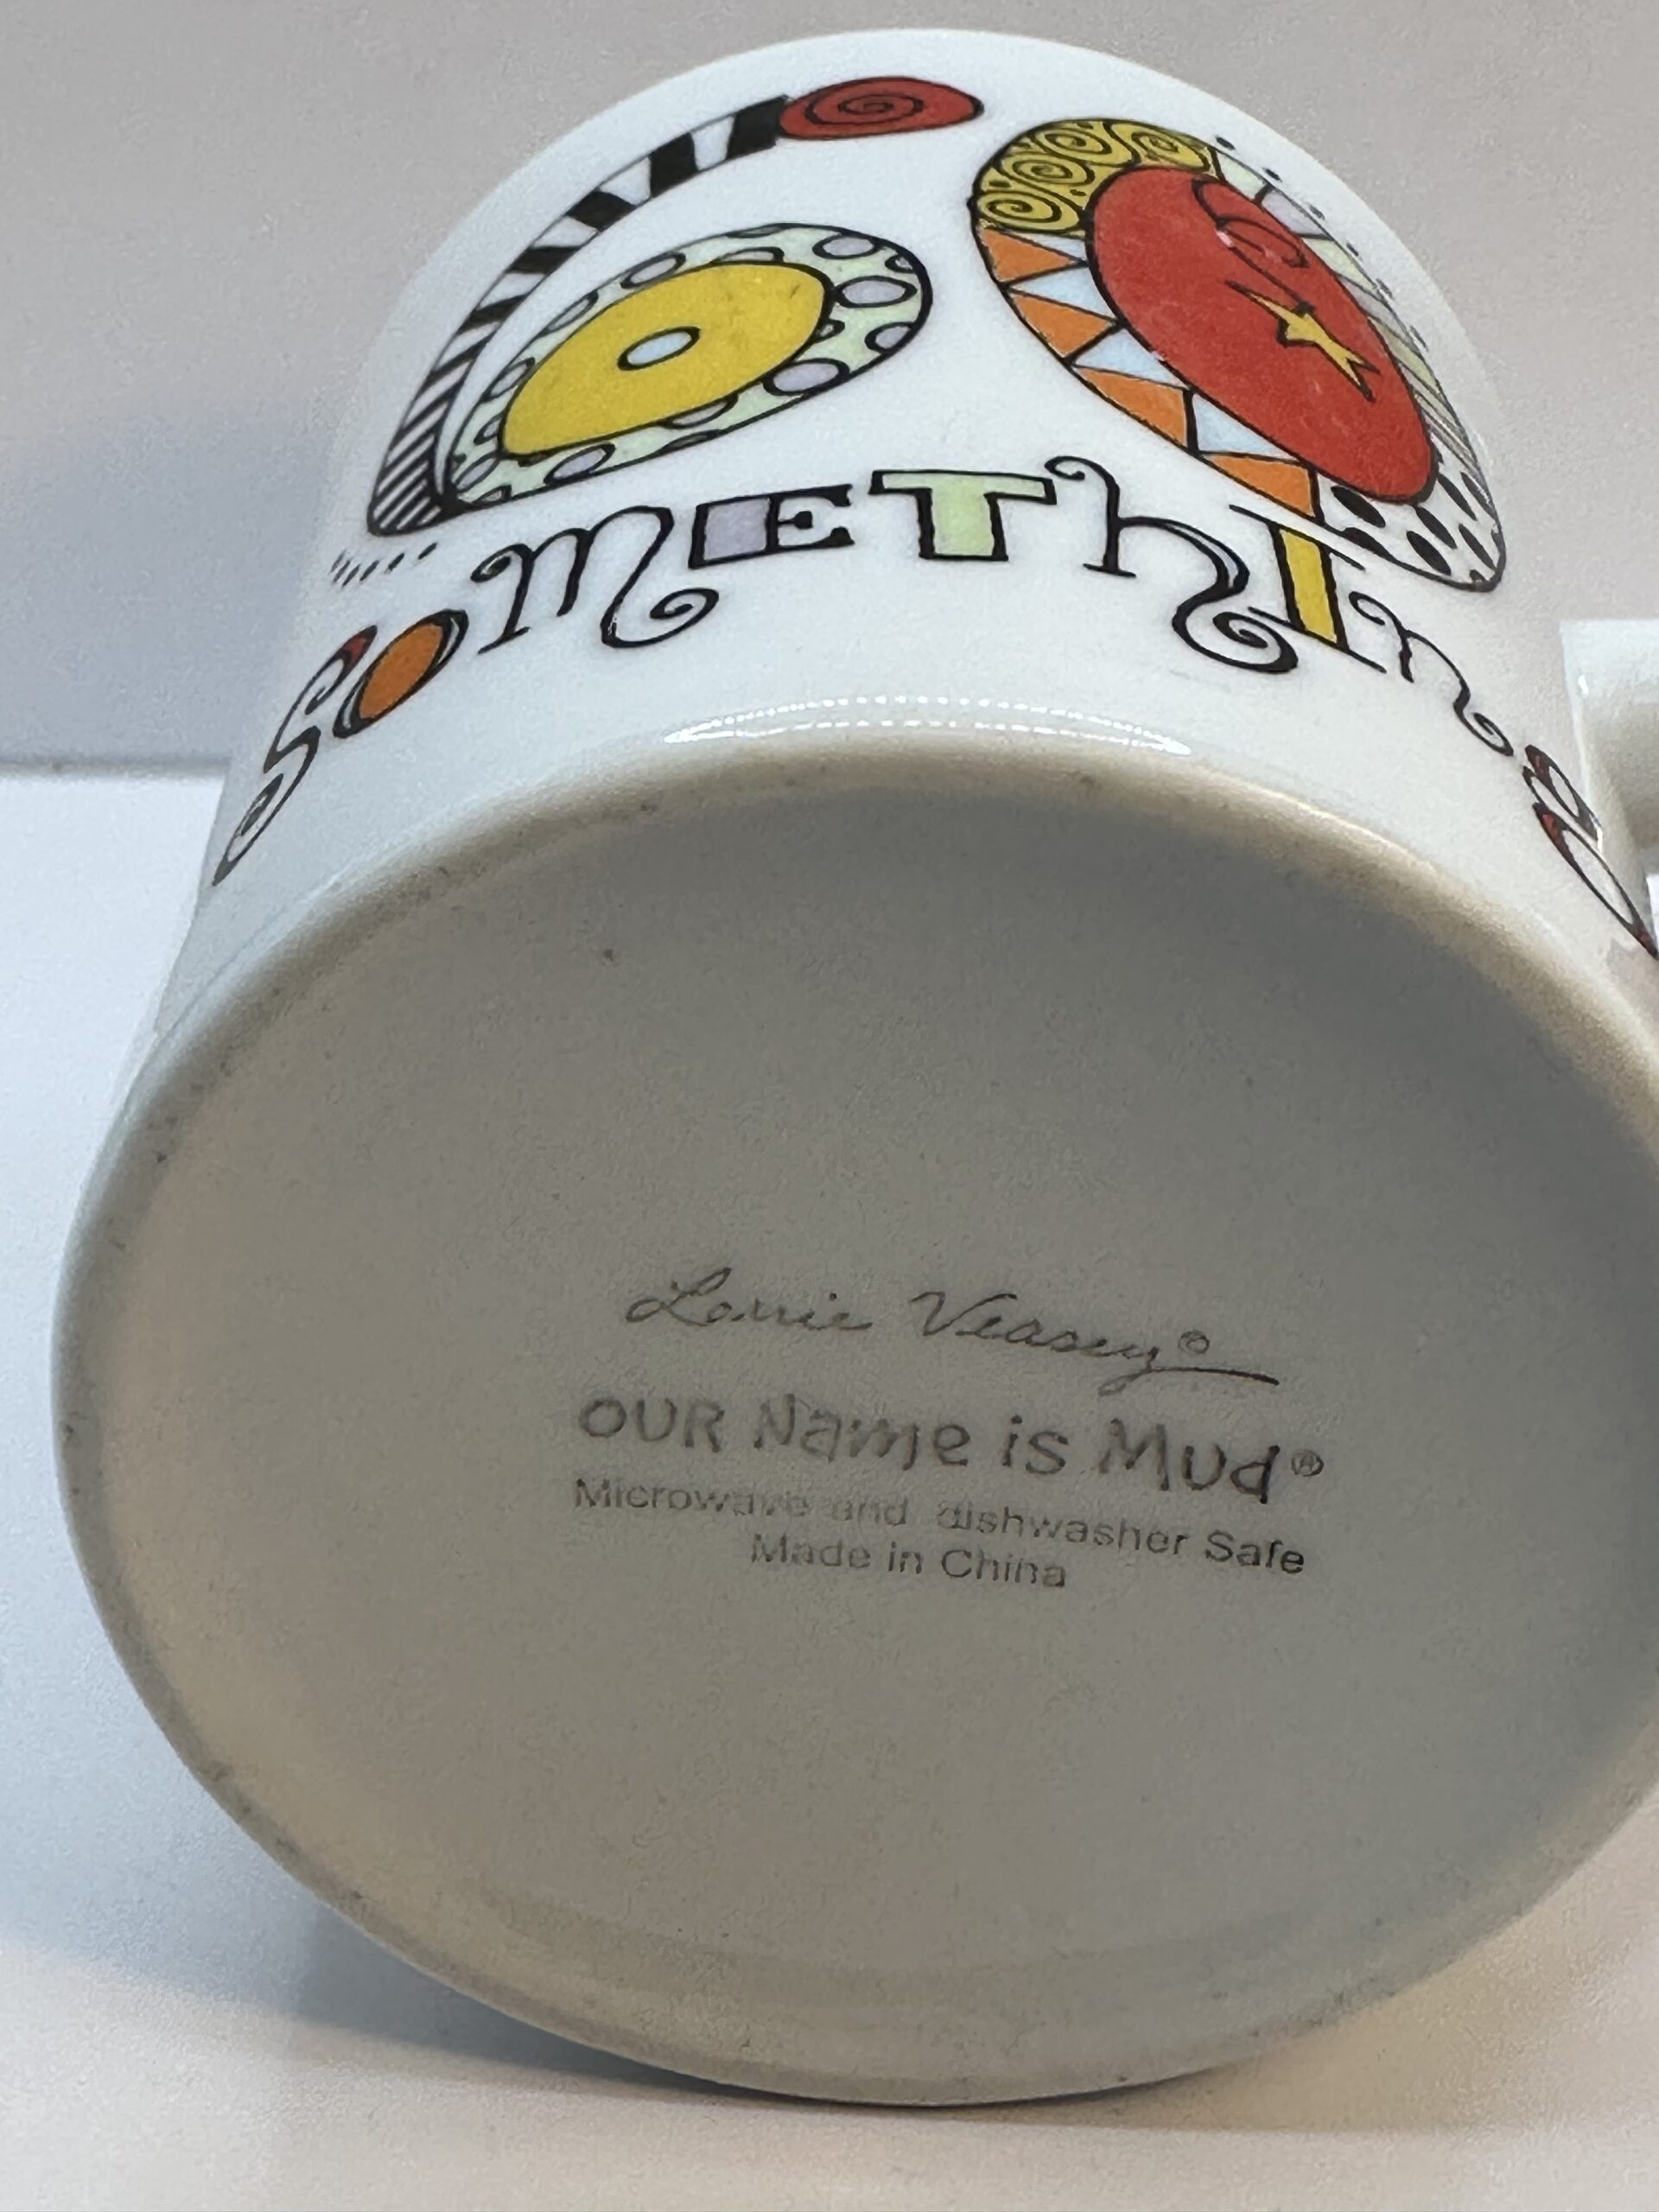 SOMEThING
Lorrie Veasey®
OUR Name is Mud®
Microwave and dishwasher Safe
Made in China